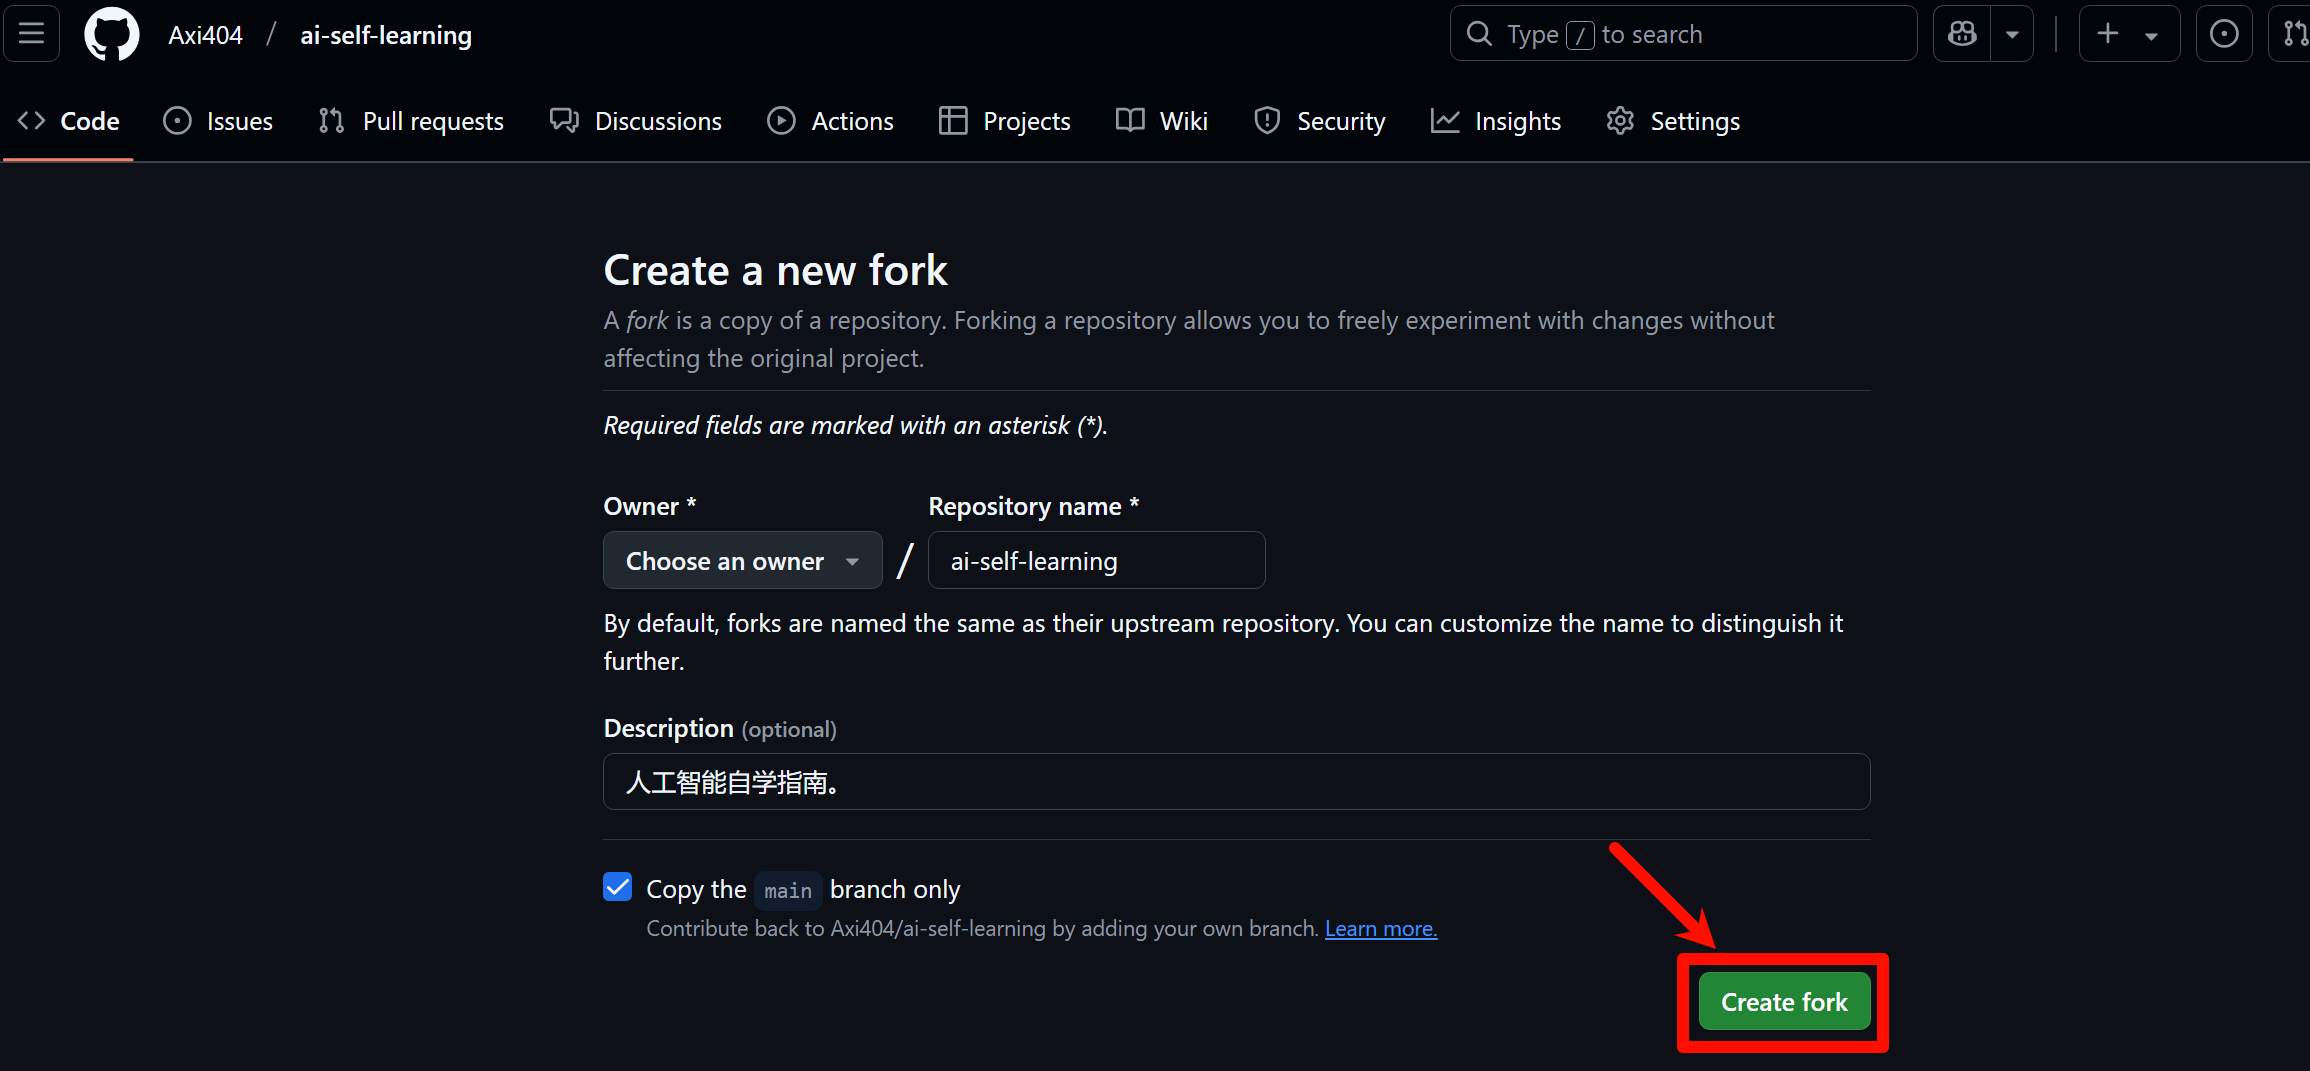 Axi404 / ai-self-learning
Type / to search
Code Issues Pull requests Discussions Actions Projects Wiki Security Insights Settings
Create a new fork
A fork is a copy of a repository. Forking a repository allows you to freely experiment with changes without
affecting the original project.
Required fields are marked with an asterisk (*).
Owner * Repository name *
Choose an owner / ai-self-learning
By default, forks are named the same as their upstream repository. You can customize the name to distinguish it
further.
Description (optional)
人工智能自学指南。
Copy the main branch only
Contribute back to Axi404/ai-self-learning by adding your own branch. Learn more.
Create fork